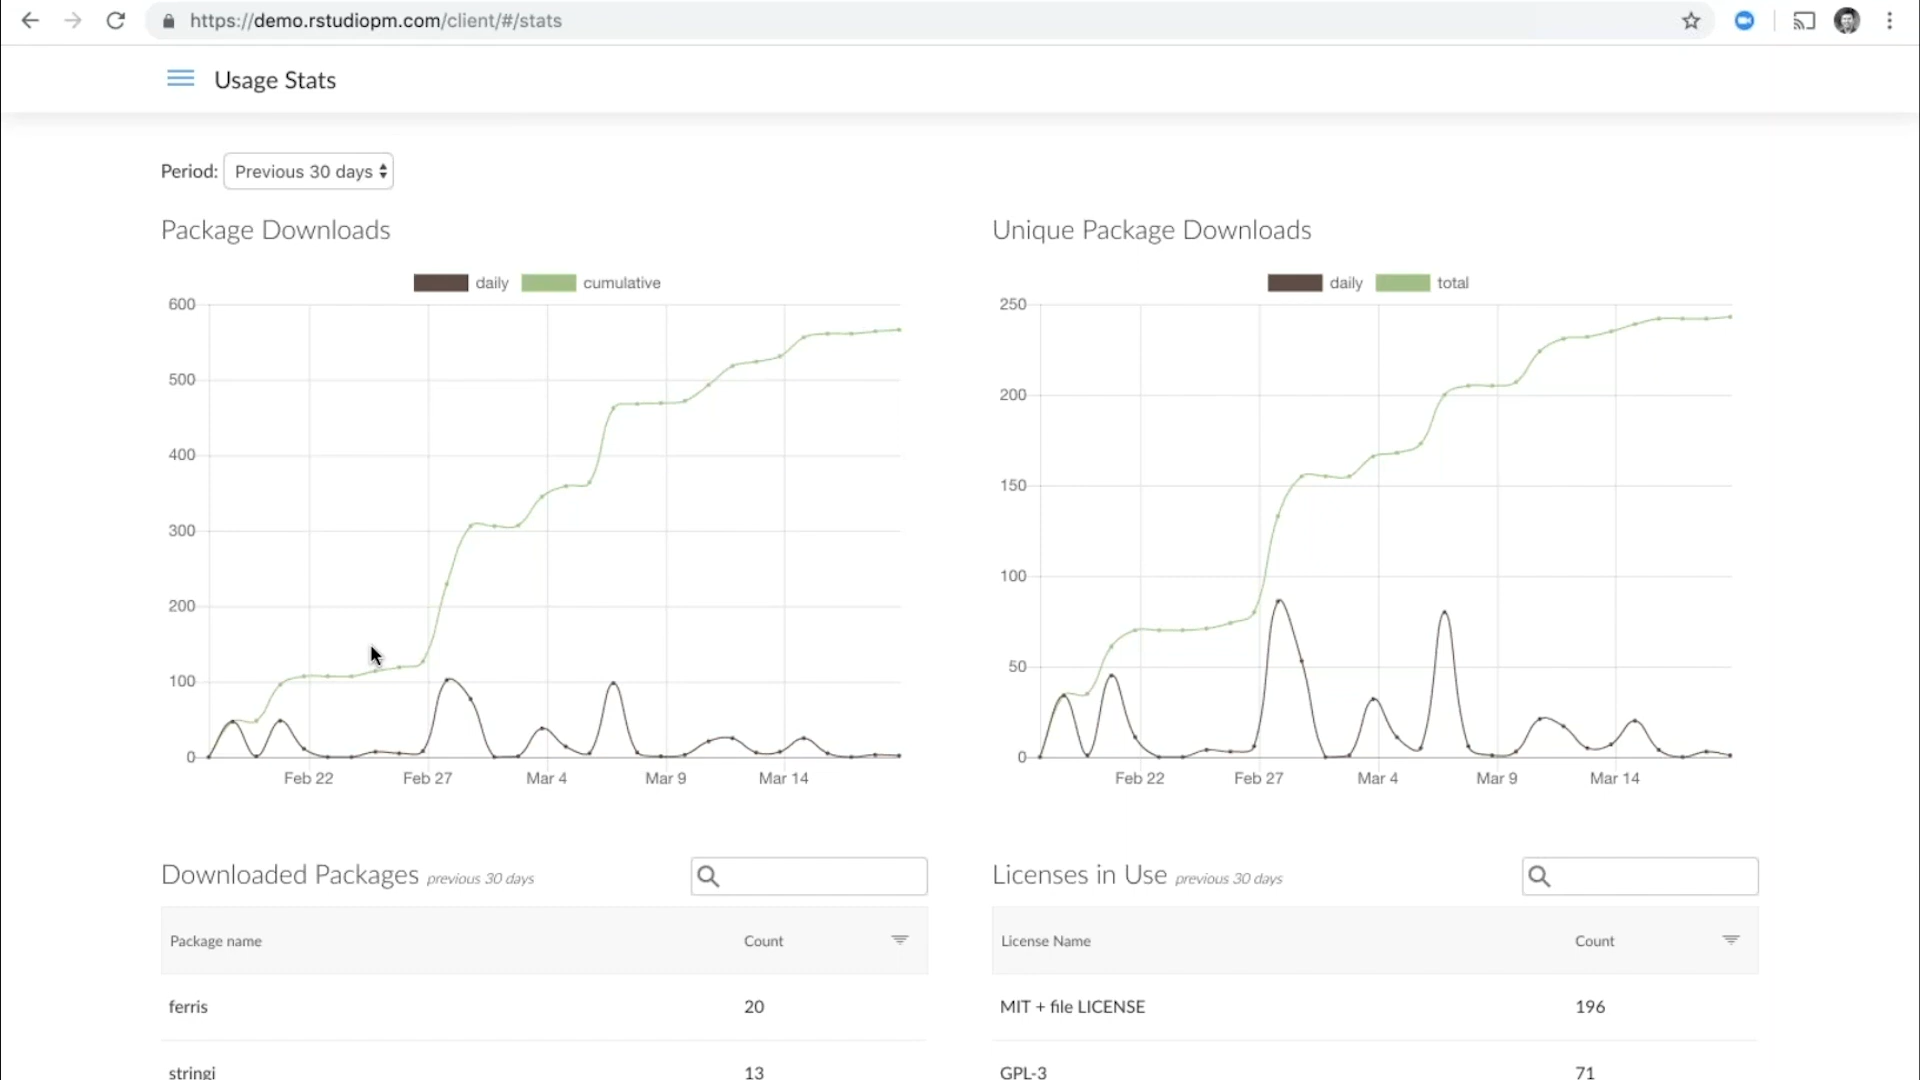 https://demo.rstudiopm.com/client/#/stats
Usage Stats
Period: Previous 30 days
Package Downloads
daily cumulative
600
500
400
300
200
100
0
Feb 22 Feb 27 Mar 4 Mar 9 Mar 14
Unique Package Downloads
daily total
250
200
150
100
50
0
Feb 22 Feb 27 Mar 4 Mar 9 Mar 14
Downloaded Packages previous 30 days
Package name Count
ferris 20
stringi 13
Licenses in Use previous 30 days
License Name Count
MIT + file LICENSE 196
GPL-3 71